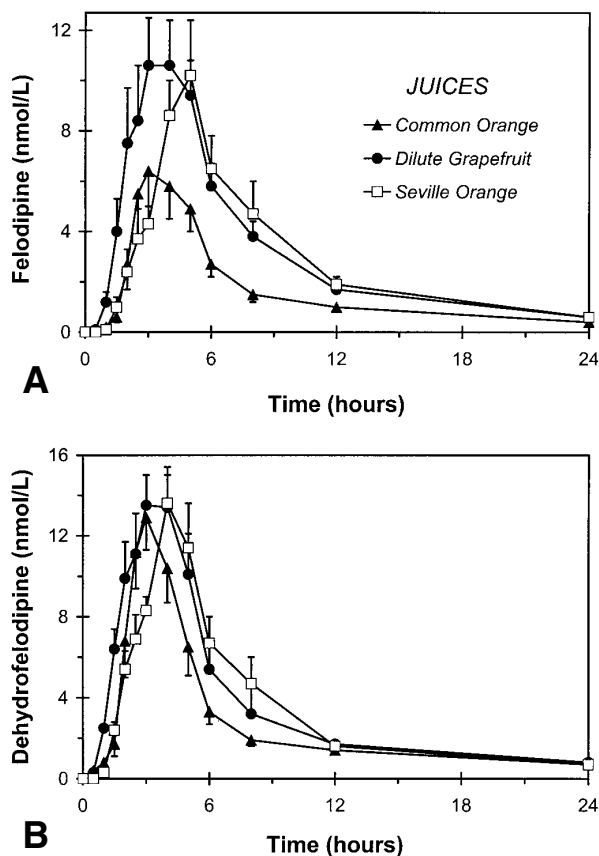 12
8
4
0
Felodipine (nmol/L)
JUICES
Common Orange
Dilute Grapefruit
Seville Orange
0 6 12 18 24
A
Time (hours)
16
12
8
4
0
Dehydrofelodipine (nmol/L)
0 6 12 18 24
B
Time (hours)